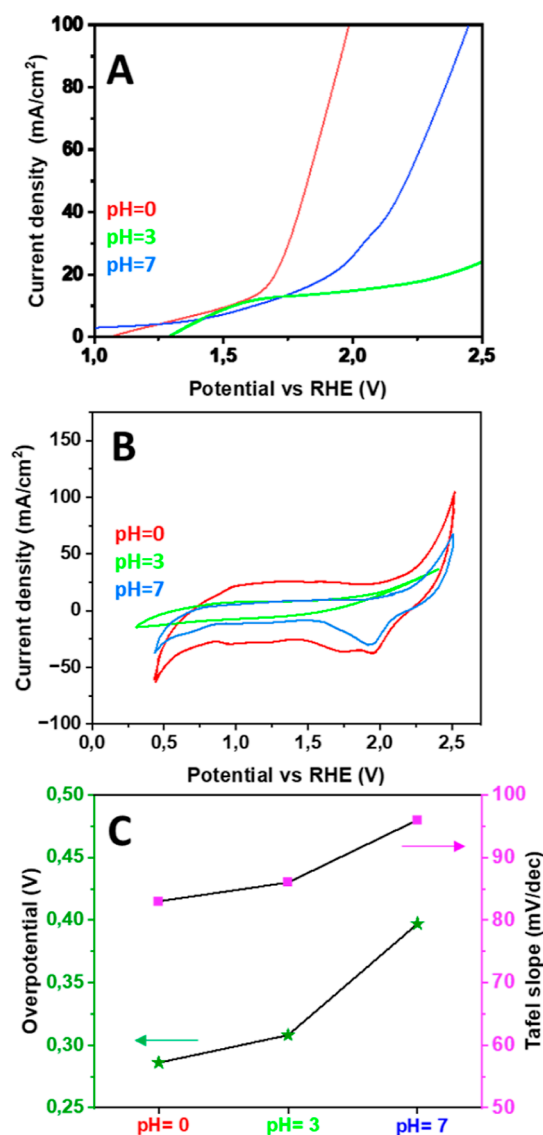 A
Current density (mA/cm²)
100
80
60
40
20
0
pH=0
pH=3
pH=7
1,0
1,5
2,0
2,5
Potential vs RHE (V)
B
Current density (mA/cm²)
150
100
50
0
−50
−100
pH=0
pH=3
pH=7
0,0
0,5
1,0
1,5
2,0
2,5
Potential vs RHE (V)
C
Overpotential (V)
0,50
0,45
0,40
0,35
0,30
0,25
100
90
80
70
60
50
Tafel slope (mV/dec)
pH= 0
pH= 3
pH= 7